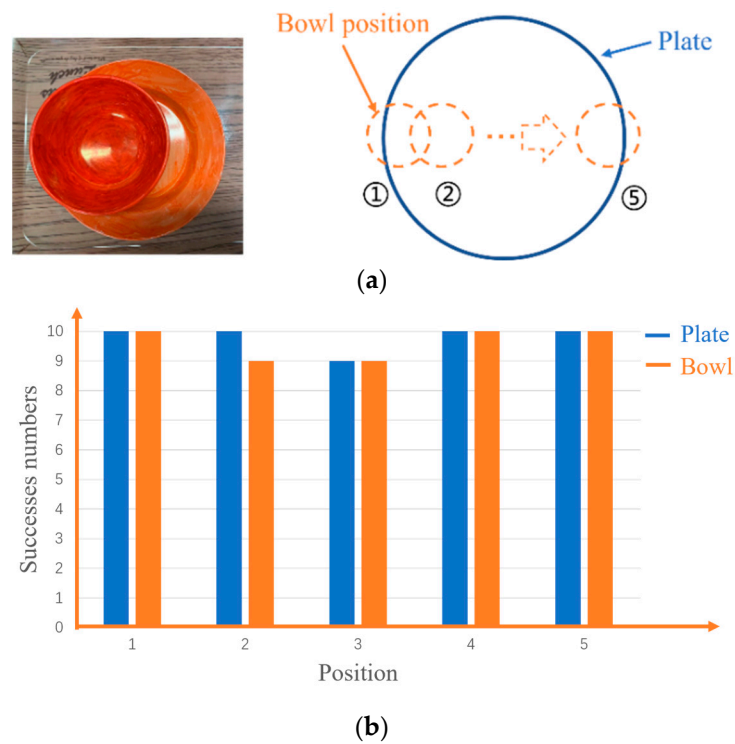 Bowl position
Plate
Lunch
① ② ⑤
(a)
10
9
8
7
6
5
4
3
2
1
0
Successes numbers
Plate
Bowl
1 2 3 4 5
Position
(b)